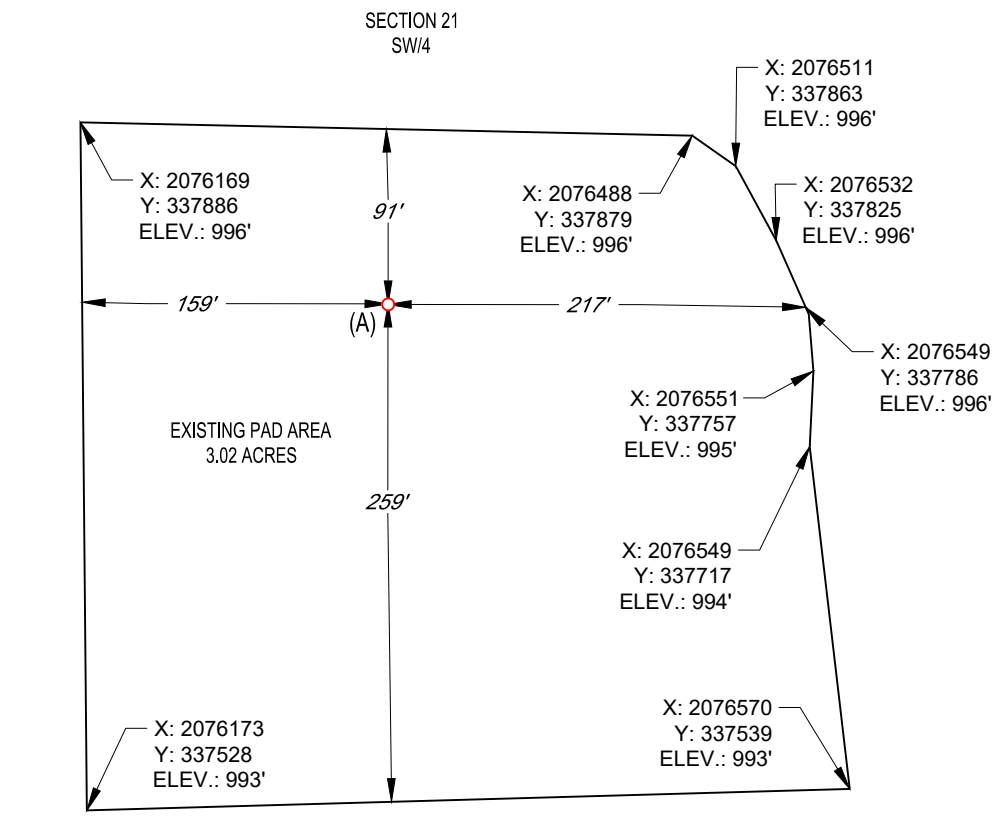 SECTION 21
SW/4
X: 2076511
Y: 337863
ELEV.: 996'
X: 2076169
Y: 337886
ELEV.: 996'
X: 2076488
Y: 337879
ELEV.: 996'
X: 2076532
Y: 337825
ELEV.: 996'
91'
159'
(A)
217'
X: 2076549
Y: 337786
ELEV.: 996'
X: 2076551
Y: 337757
ELEV.: 995'
EXISTING PAD AREA
3.02 ACRES
259'
X: 2076549
Y: 337717
ELEV.: 994'
X: 2076173
Y: 337528
ELEV.: 993'
X: 2076570
Y: 337539
ELEV.: 993'